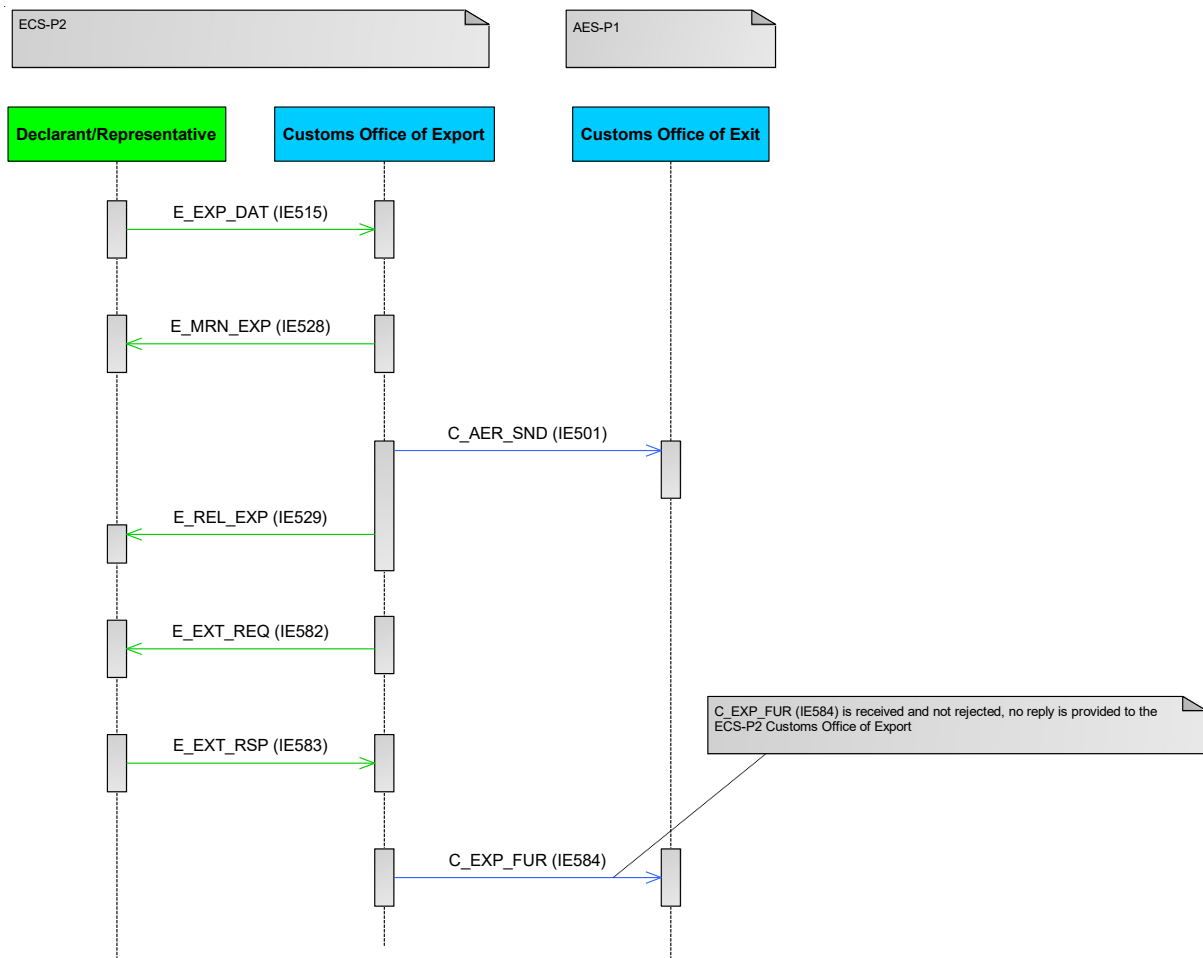 ECS-P2
AES-P1
Declarant/Representative
Customs Office of Export
Customs Office of Exit
E_EXP_DAT (IE515)
E_MRN_EXP (IE528)
C_AER_SND (IE501)
E_REL_EXP (IE529)
E_EXT_REQ (IE582)
C_EXP_FUR (IE584) is received and not rejected, no reply is provided to the
ECS-P2 Customs Office of Export
E_EXT_RSP (IE583)
C_EXP_FUR (IE584)